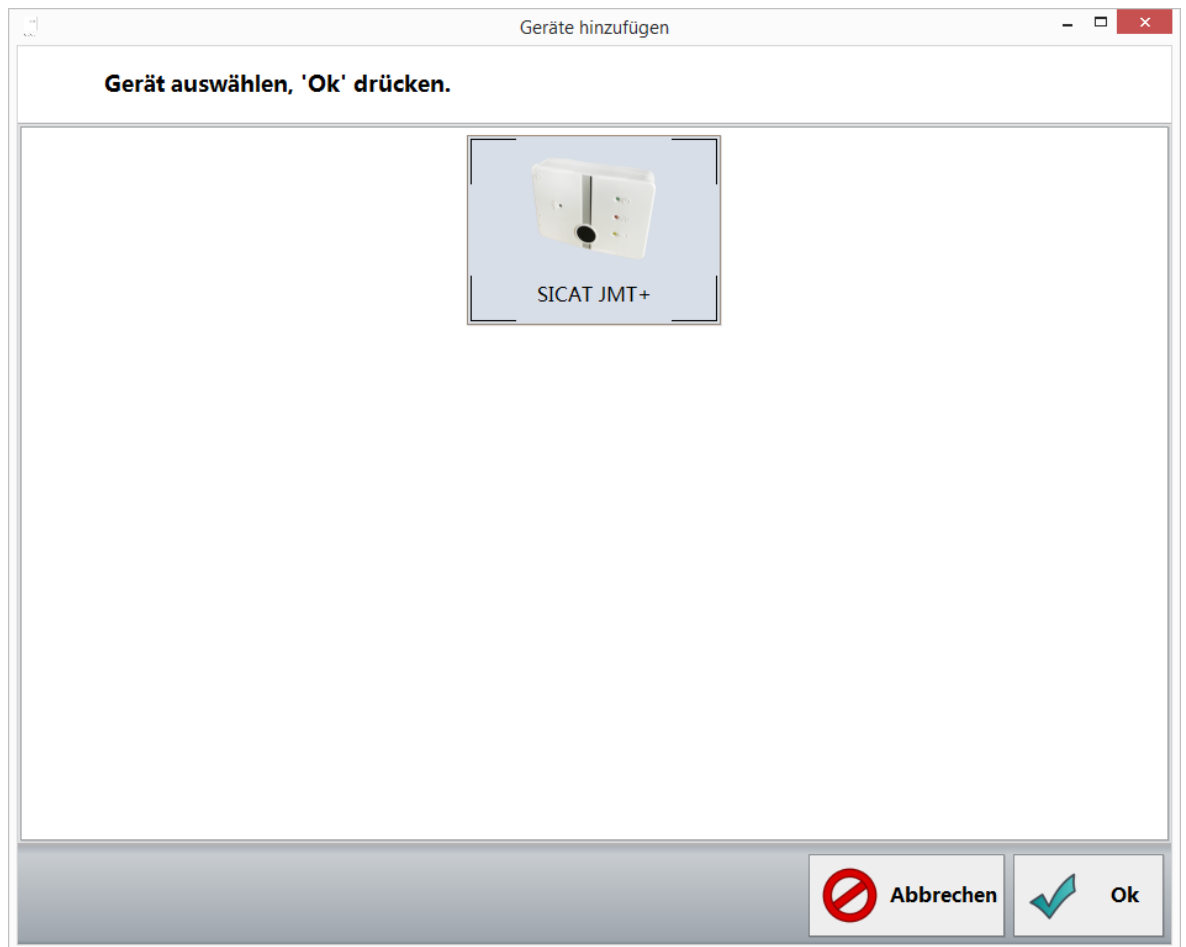 Geräte hinzufügen
Gerät auswählen, 'Ok' drücken.
SICAT JMT+
Abbrechen
Ok